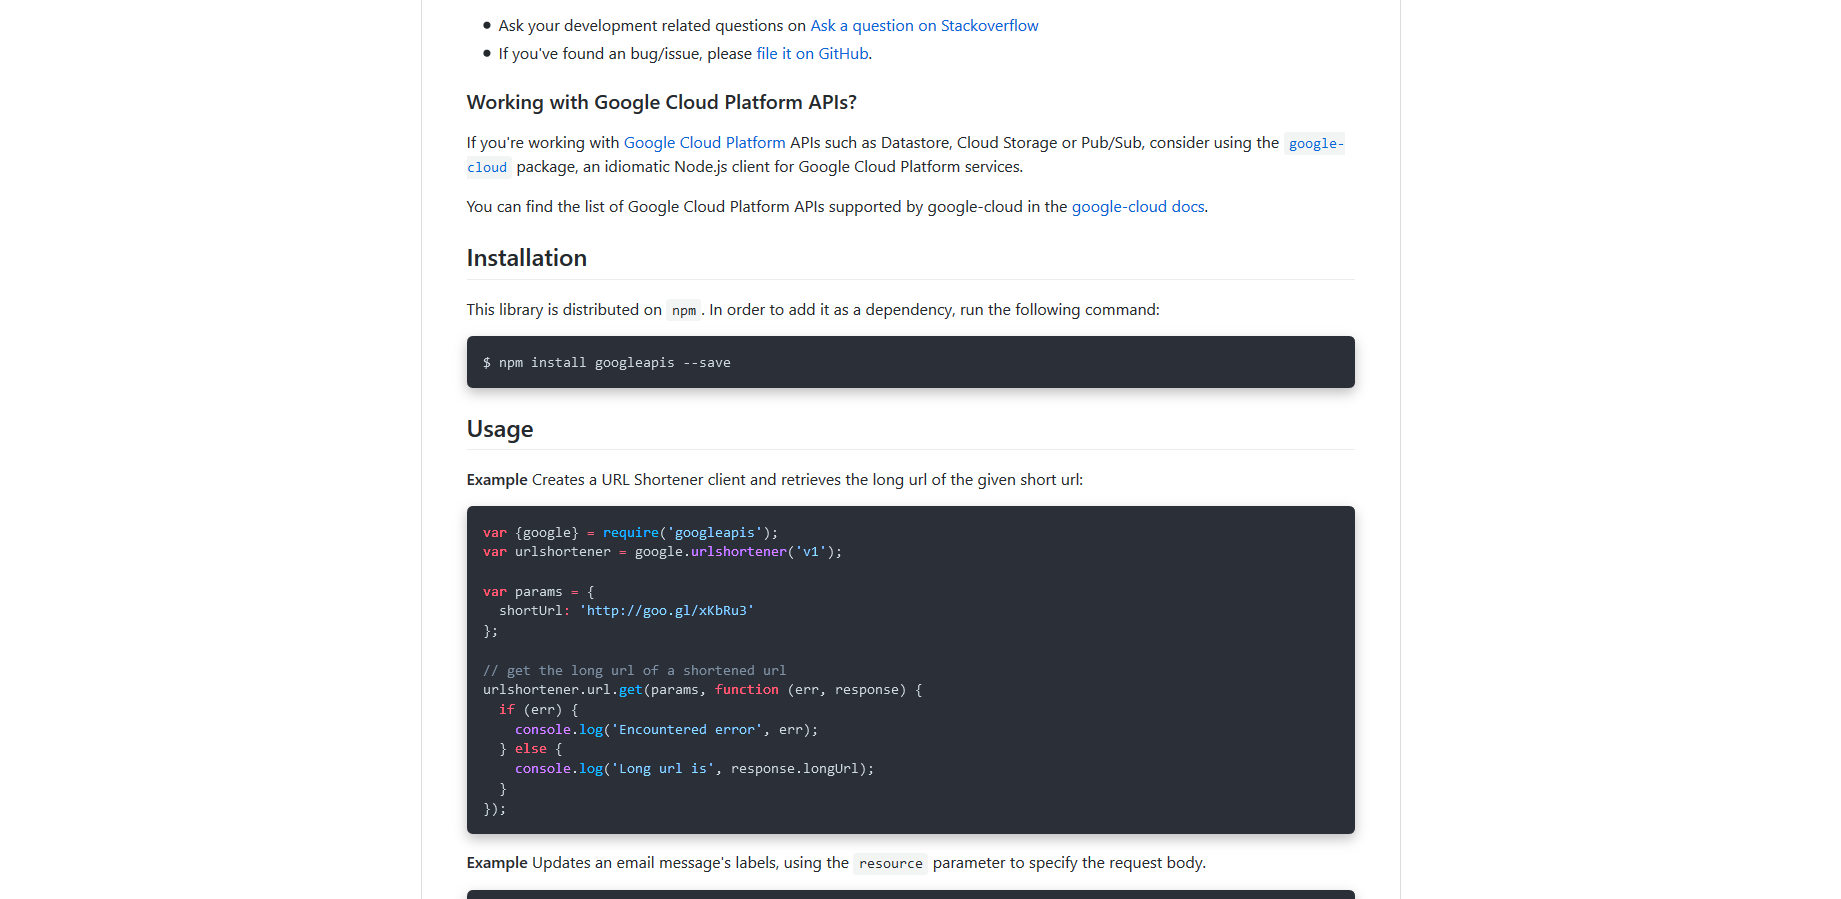 Ask your development related questions on Ask a question on Stackoverflow
If you've found an bug/issue, please file it on GitHub.
Working with Google Cloud Platform APIs?
If you're working with Google Cloud Platform APIs such as Datastore, Cloud Storage or Pub/Sub, consider using the google-
cloud package, an idiomatic Node.js client for Google Cloud Platform services.
You can find the list of Google Cloud Platform APIs supported by google-cloud in the google-cloud docs.
Installation
This library is distributed on npm. In order to add it as a dependency, run the following command:
$ npm install googleapis --save
Usage
Example Creates a URL Shortener client and retrieves the long url of the given short url:
var {google} = require('googleapis');
var urlshortener = google.urlshortener('v1');
var params = {
  shortUrl: 'http://goo.gl/xKbRu3'
};
// get the long url of a shortened url
urlshortener.url.get(params, function (err, response) {
  if (err) {
    console.log('Encountered error', err);
  } else {
    console.log('Long url is', response.longUrl);
  }
});
Example Updates an email message's labels, using the resource parameter to specify the request body.